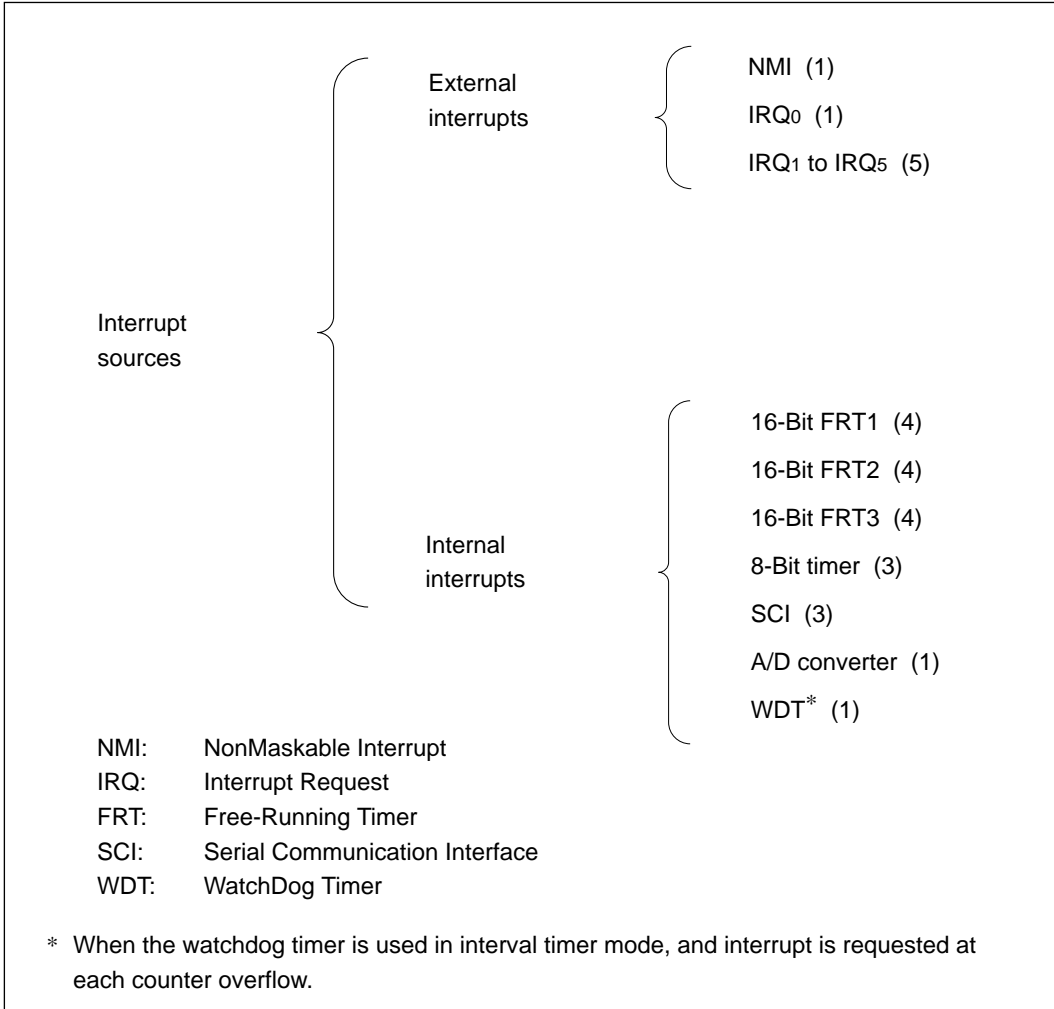 External
interrupts
NMI (1)
IRQ0 (1)
IRQ1 to IRQ5 (5)
Interrupt
sources
Internal
interrupts
16-Bit FRT1 (4)
16-Bit FRT2 (4)
16-Bit FRT3 (4)
8-Bit timer (3)
SCI (3)
A/D converter (1)
WDT* (1)
NMI: NonMaskable Interrupt
IRQ: Interrupt Request
FRT: Free-Running Timer
SCI: Serial Communication Interface
WDT: WatchDog Timer
* When the watchdog timer is used in interval timer mode, and interrupt is requested at
each counter overflow.